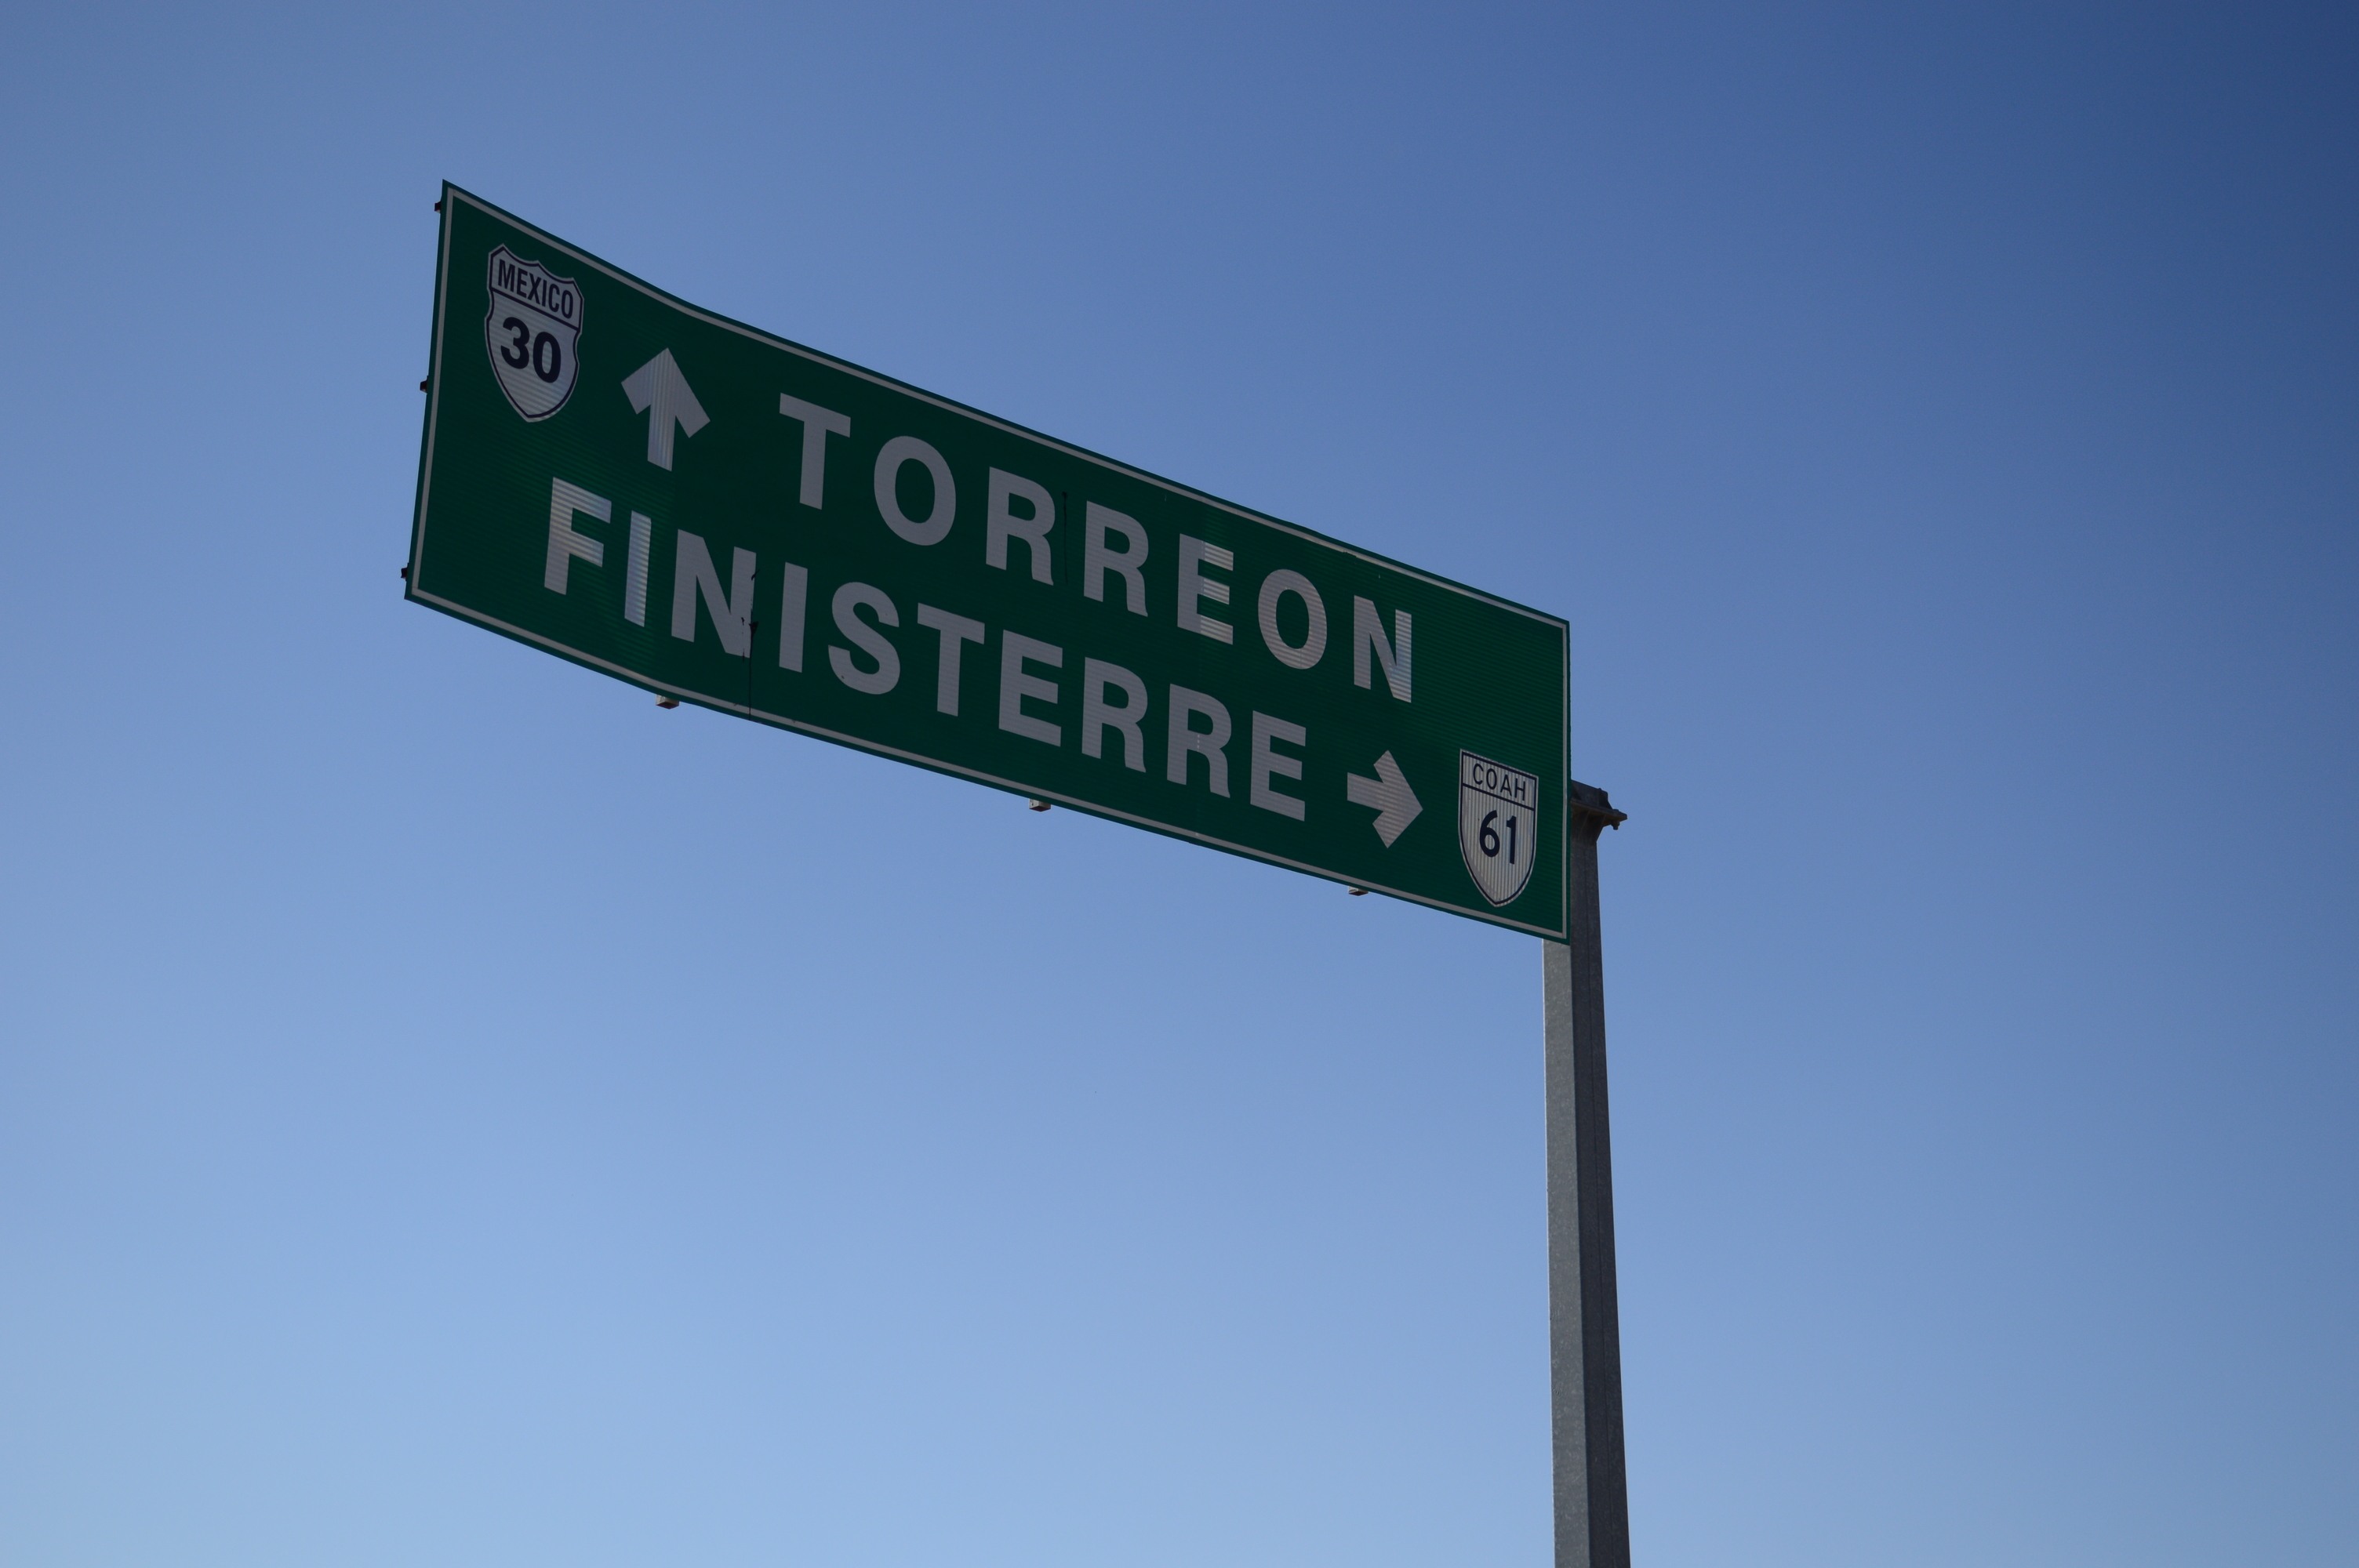 MEXICO
30
TORREON
FINISTERRE
COAH
61